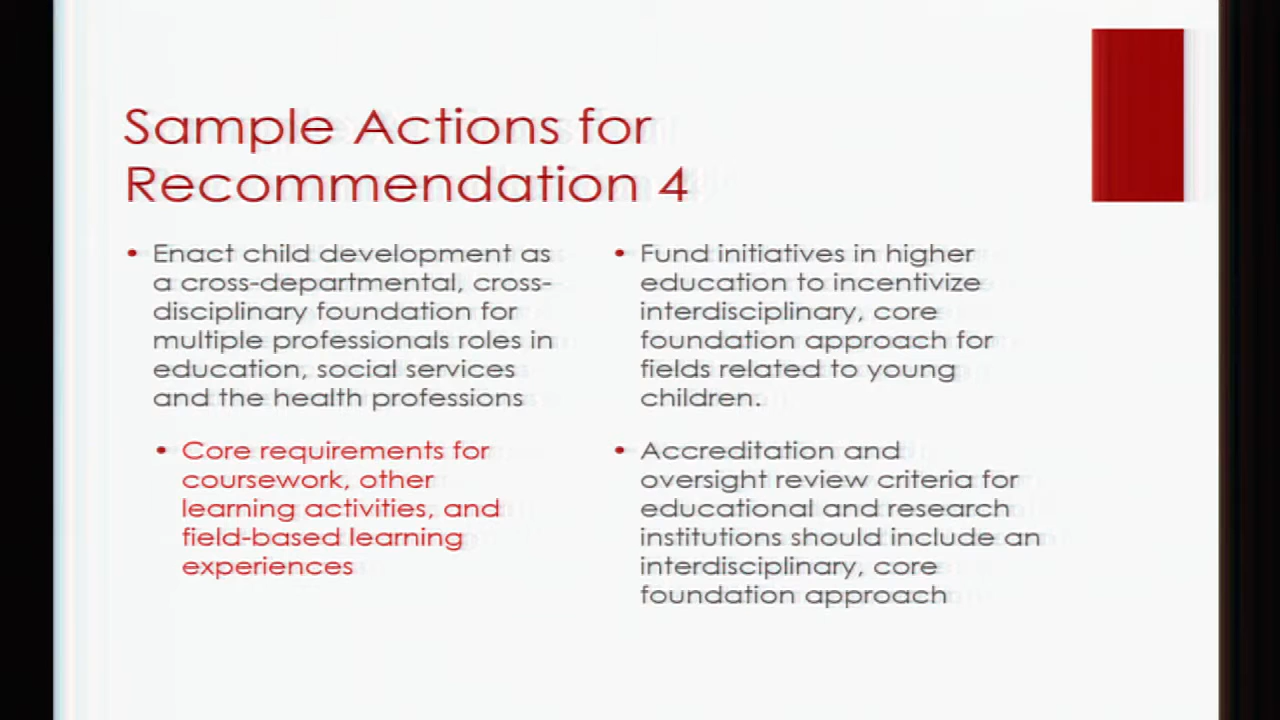 Sample Actions for
Recommendation 4
• Enact child development as
a cross-departmental, cross-
disciplinary foundation for
multiple professionals roles in
education, social services
and the health professions
• Core requirements for
coursework, other
learning activities, and
field-based learning
experiences
• Fund initiatives in higher
education to incentivize
interdisciplinary, core
foundation approach for
fields related to young
children.
• Accreditation and
oversight review criteria for
educational and research
institutions should include an
interdisciplinary, core
foundation approach